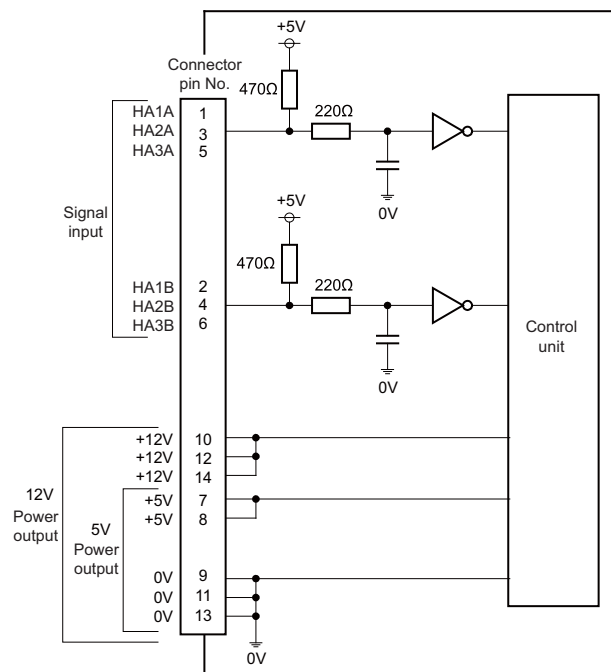 +5V
Connector
pin No.
470Ω
220Ω
HA1A 1
HA2A 3
HA3A 5
0V
Signal
input
+5V
470Ω
220Ω
HA1B 2
HA2B 4
HA3B 6
0V
Control
unit
+12V 10
+12V 12
+12V 14
12V
Power
output
+5V 7
+5V 8
5V
Power
output
0V 9
0V 11
0V 13
0V